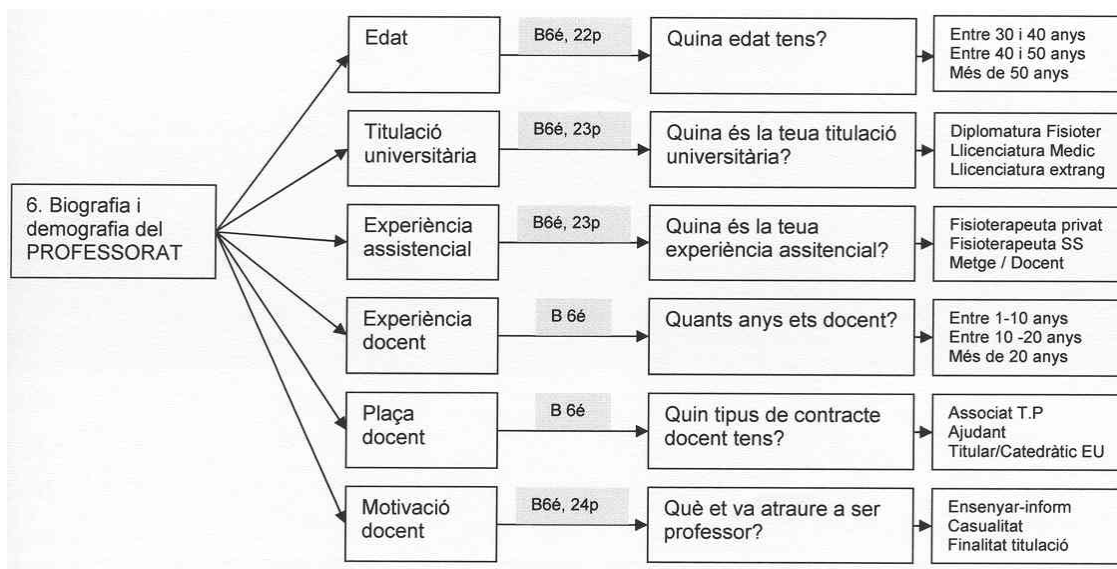 6. Biografia i
demografia del
PROFESSORAT
Edat
B6é, 22p
Quina edat tens?
Entre 30 i 40 anys
Entre 40 i 50 anys
Més de 50 anys
Titulació
universitària
B6é, 23p
Quina és la teua titulació
universitària?
Diplomatura Fisioter
Llicenciatura Medic
Llicenciatura extrang
Experiència
assistencial
B6é, 23p
Quina és la teua
experiència assitencial?
Fisioterapeuta privat
Fisioterapeuta SS
Metge / Docent
Experiència
docent
B 6é
Quants anys ets docent?
Entre 1-10 anys
Entre 10 -20 anys
Més de 20 anys
Plaça
docent
B 6é
Quin tipus de contracte
docent tens?
Associat T.P
Ajudant
Titular/Catedràtic EU
Motivació
docent
B6é, 24p
Què et va atraure a ser
professor?
Ensenyar-inform
Casualitat
Finalitat titulació